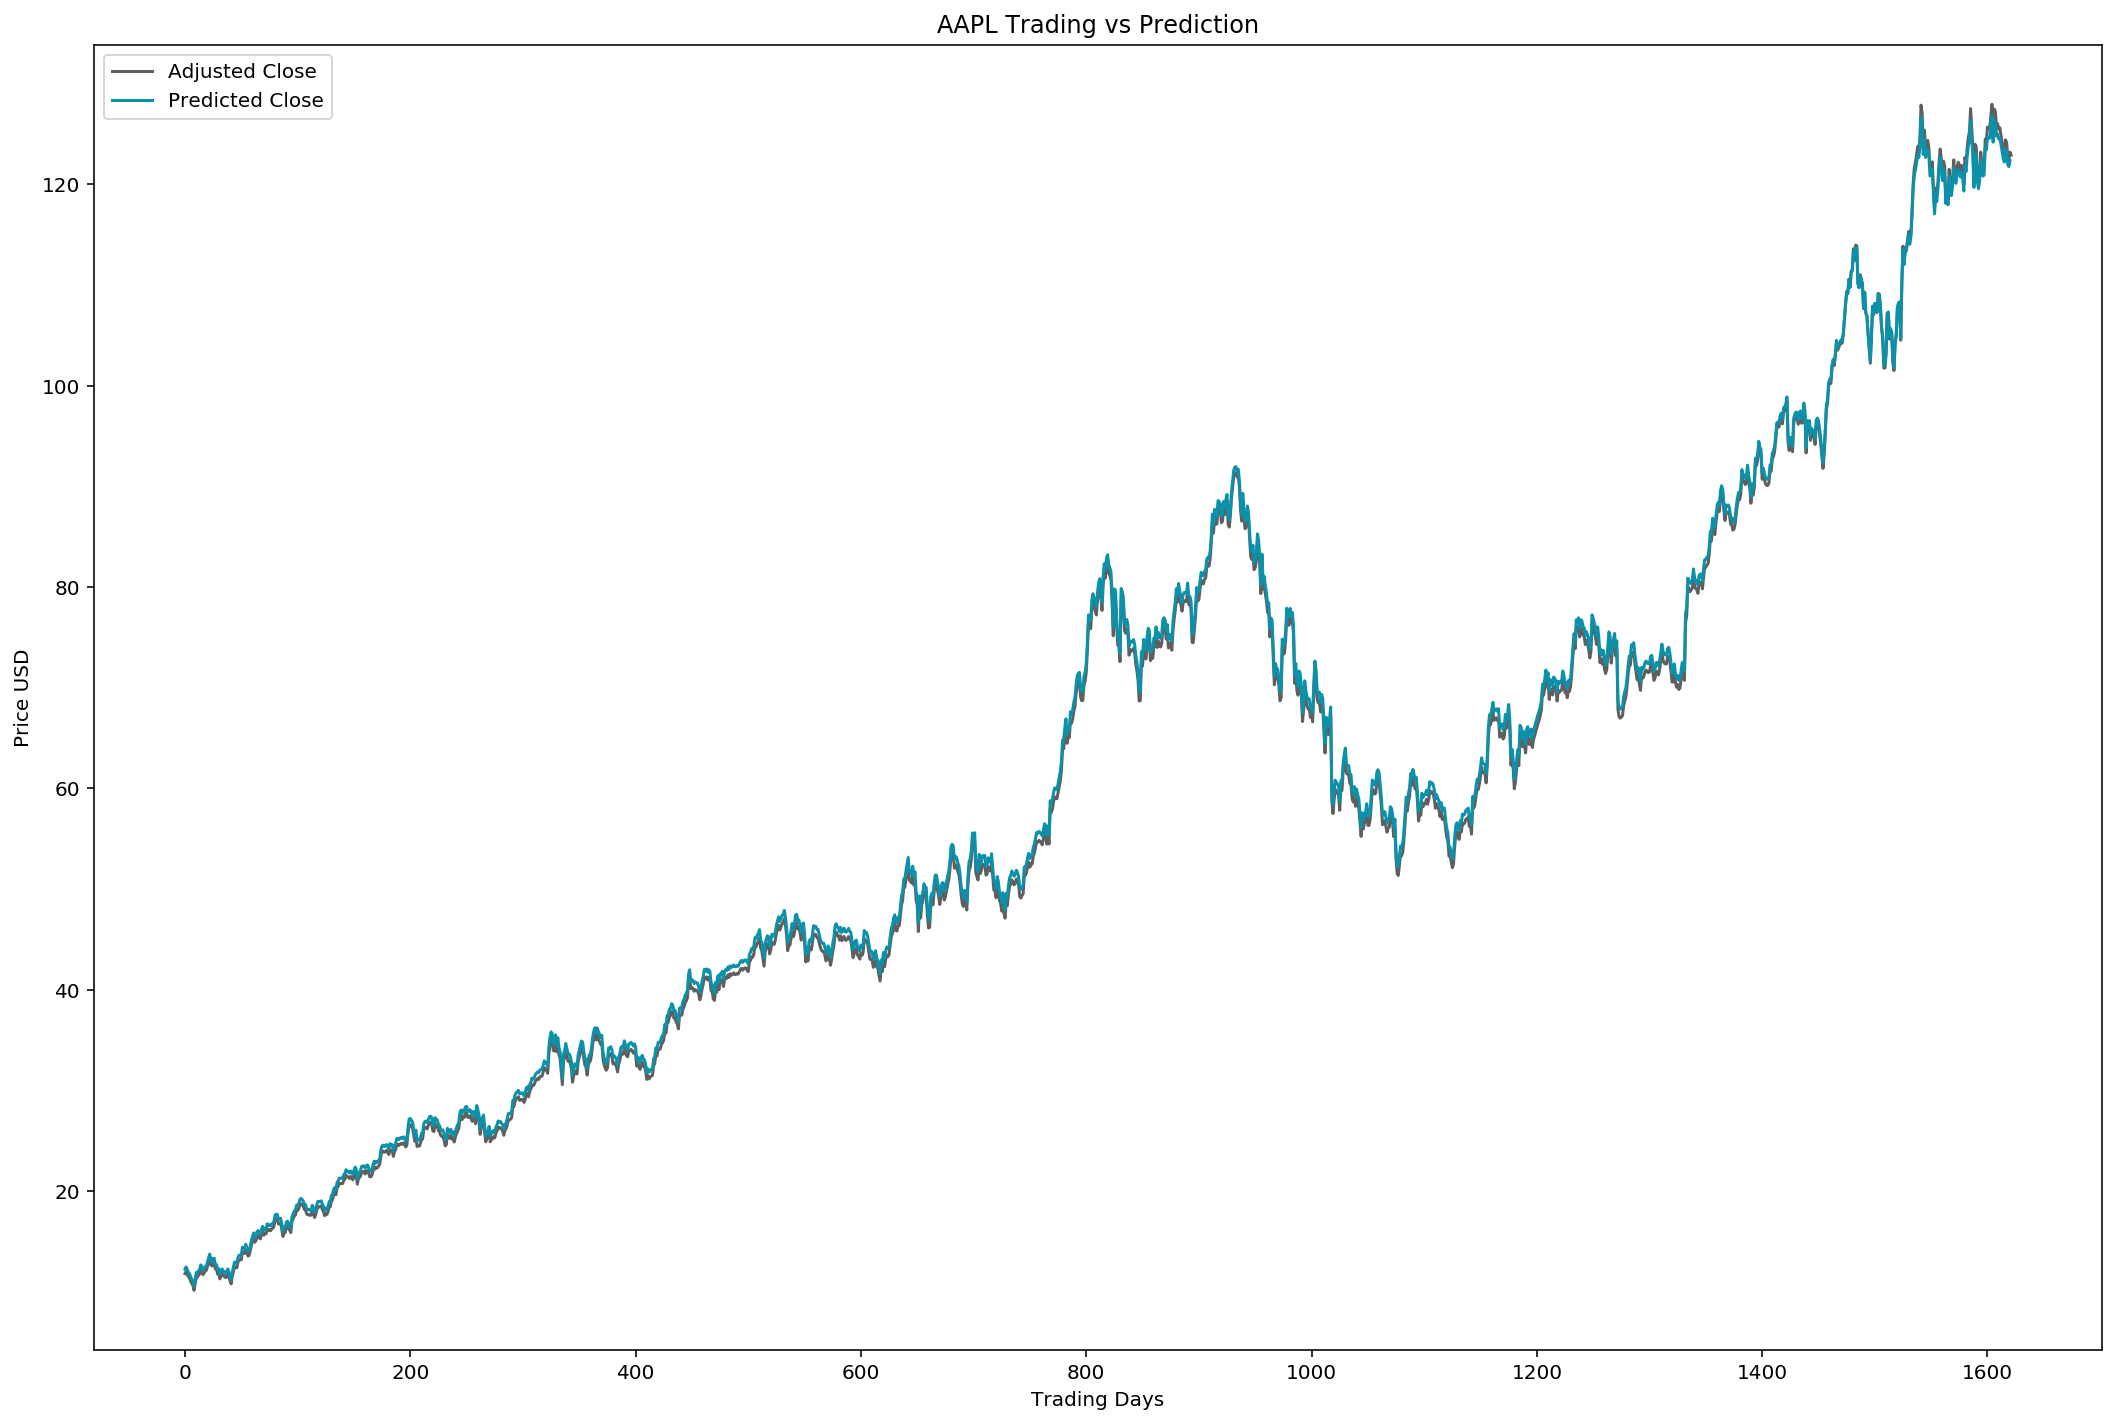 AAPL Trading vs Prediction
Adjusted Close
Predicted Close
Price USD
120
100
80
60
40
20
0 200 400 600 800 1000 1200 1400 1600
Trading Days